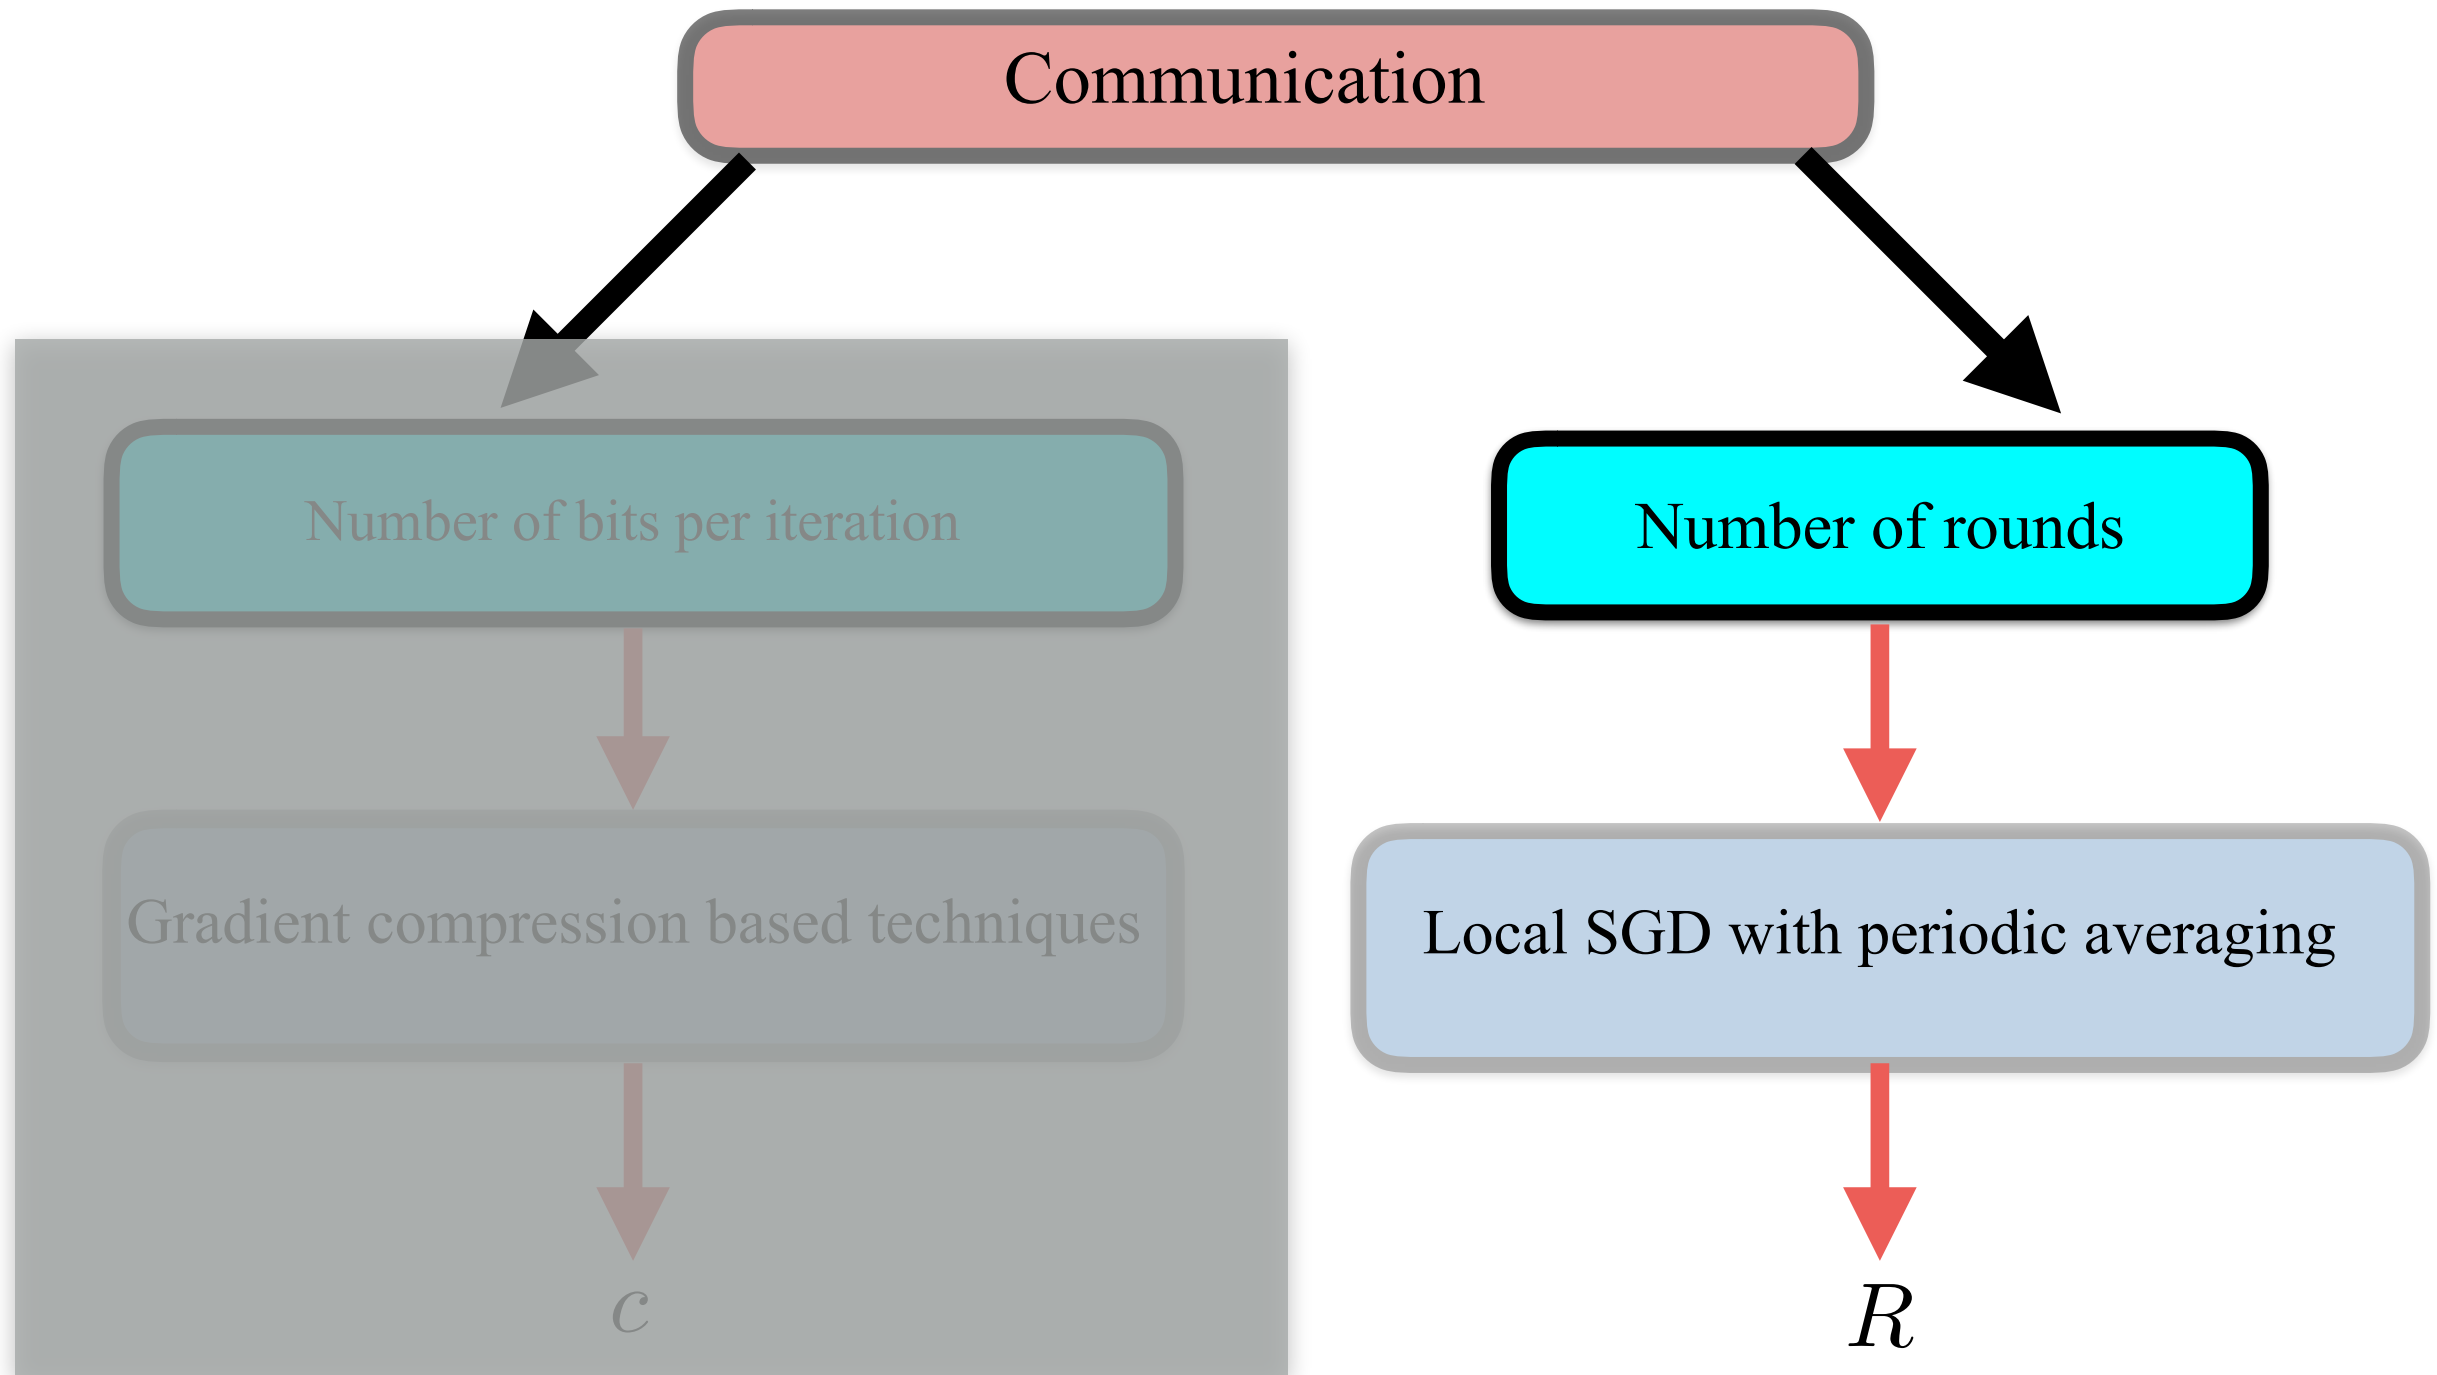 Communication
Number of bits per iteration
Number of rounds
Gradient compression based techniques
Local SGD with periodic averaging
c
R